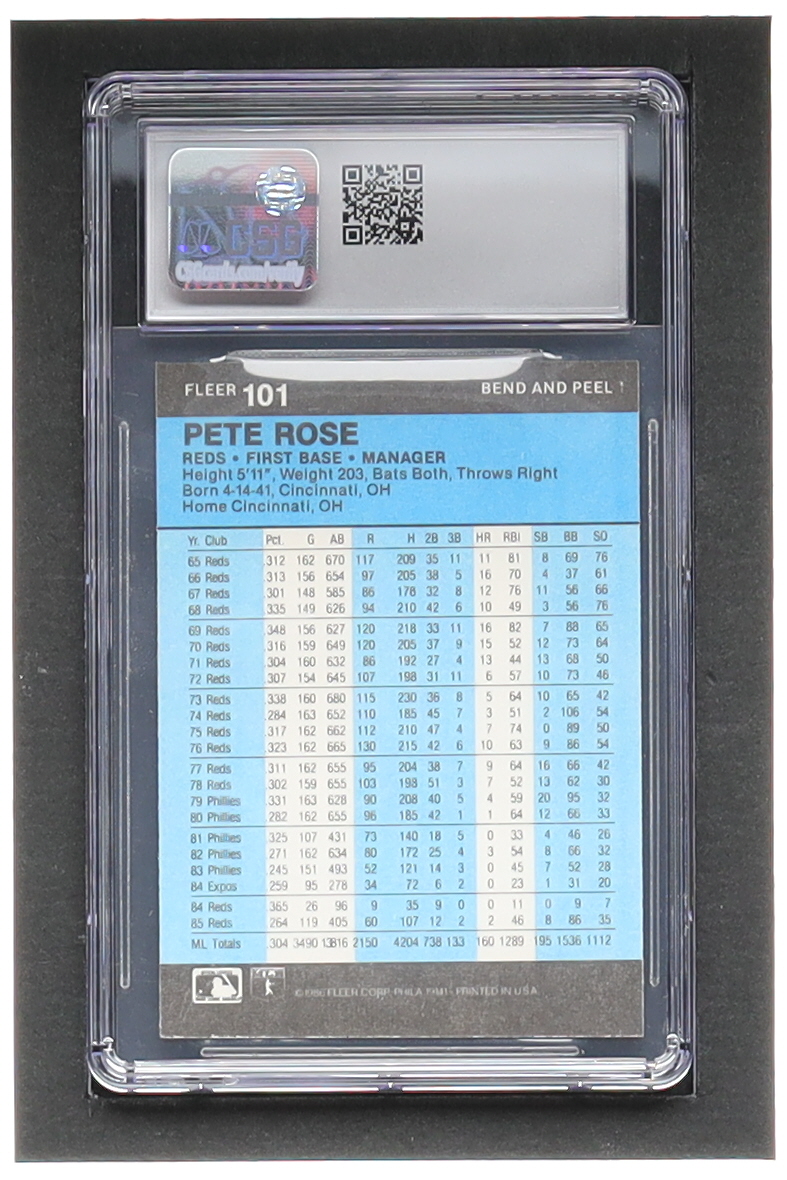 CSG
CSGcards.com/verify
FLEER 101 BEND AND PEEL
PETE ROSE
REDS • FIRST BASE • MANAGER
Height 5'11", Weight 203, Bats Both, Throws Right
Born 4-14-41, Cincinnati, OH
Home Cincinnati, OH
Yr. Club Pct. G AB R H 2B 3B HR RBI SB BB SO
65 Reds .312 162 670 117 209 35 11 11 81 8 69 76
66 Reds .313 156 654 97 205 38 5 16 70 4 37 61
67 Reds .301 148 585 86 176 32 8 12 76 11 56 66
68 Reds .335 149 626 94 210 42 6 10 49 3 56 76
69 Reds .348 156 627 120 218 33 11 16 82 7 88 65
70 Reds .316 159 649 120 205 37 9 15 52 12 73 64
71 Reds .304 160 632 86 192 27 4 13 44 13 68 50
72 Reds .307 154 645 107 198 31 11 6 57 10 73 46
73 Reds .338 160 680 115 230 36 8 5 64 10 65 42
74 Reds .284 163 652 110 185 45 7 3 51 2 106 54
75 Reds .317 162 662 112 210 47 4 7 74 0 89 50
76 Reds .323 162 665 130 215 42 6 10 63 9 86 54
77 Reds .311 162 655 95 204 38 7 9 64 16 66 42
78 Reds .302 159 655 103 198 51 3 7 52 13 62 30
79 Phillies .331 163 628 90 208 40 5 4 59 20 95 32
80 Phillies .282 162 655 96 185 42 1 1 64 12 66 33
81 Phillies .325 107 431 73 140 18 5 0 33 4 46 26
82 Phillies .271 162 634 80 172 25 4 3 54 8 66 32
83 Phillies .245 151 493 52 121 14 3 0 45 7 52 28
84 Expos .259 95 278 34 72 6 2 0 23 1 31 20
84 Reds .365 26 96 9 35 9 0 0 11 0 9 7
85 Reds .264 119 405 60 107 12 2 2 46 8 86 35
ML Totals .304 3490 13816 2150 4204 738 133 160 1289 195 1536 1112
© 1986 FLEER CORP. PHILA 19141- PRINTED IN U.S.A.